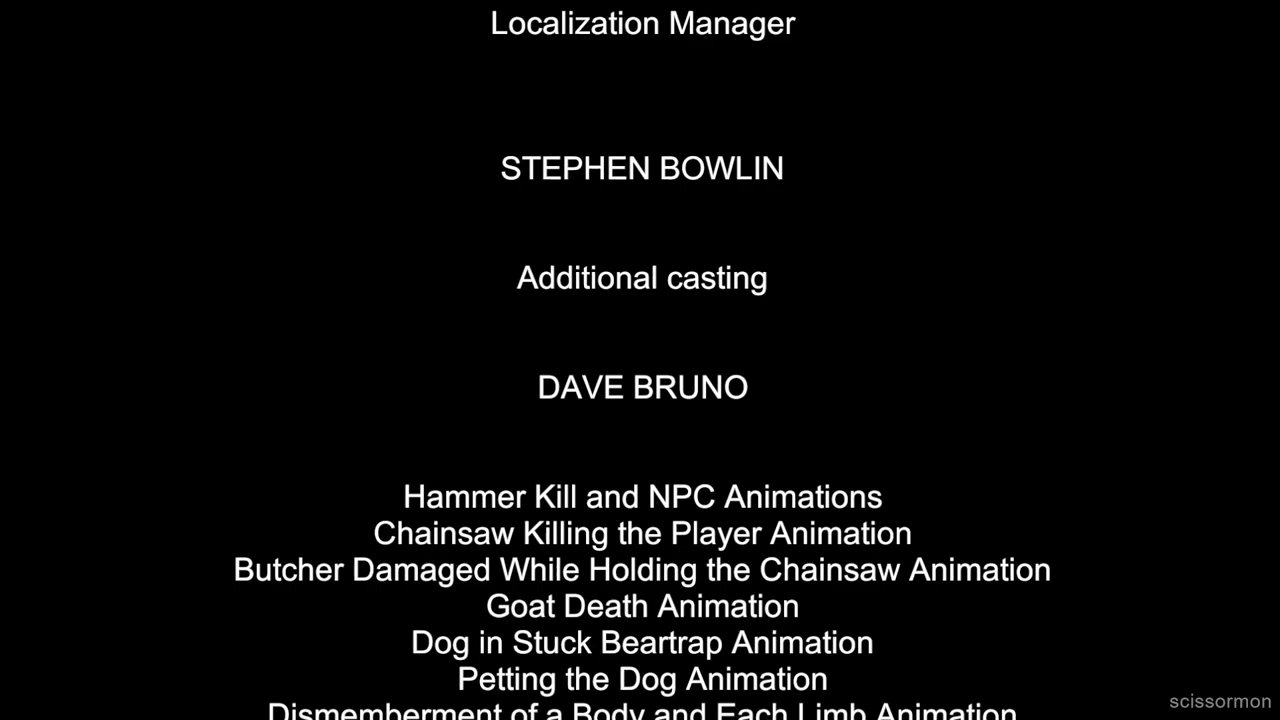 Localization Manager
STEPHEN BOWLIN
Additional casting
DAVE BRUNO
Hammer Kill and NPC Animations
Chainsaw Killing the Player Animation
Butcher Damaged While Holding the Chainsaw Animation
Goat Death Animation
Dog in Stuck Beartrap Animation
Petting the Dog Animation
Dismemberment of a Body and Each Limb Animation
scissormon